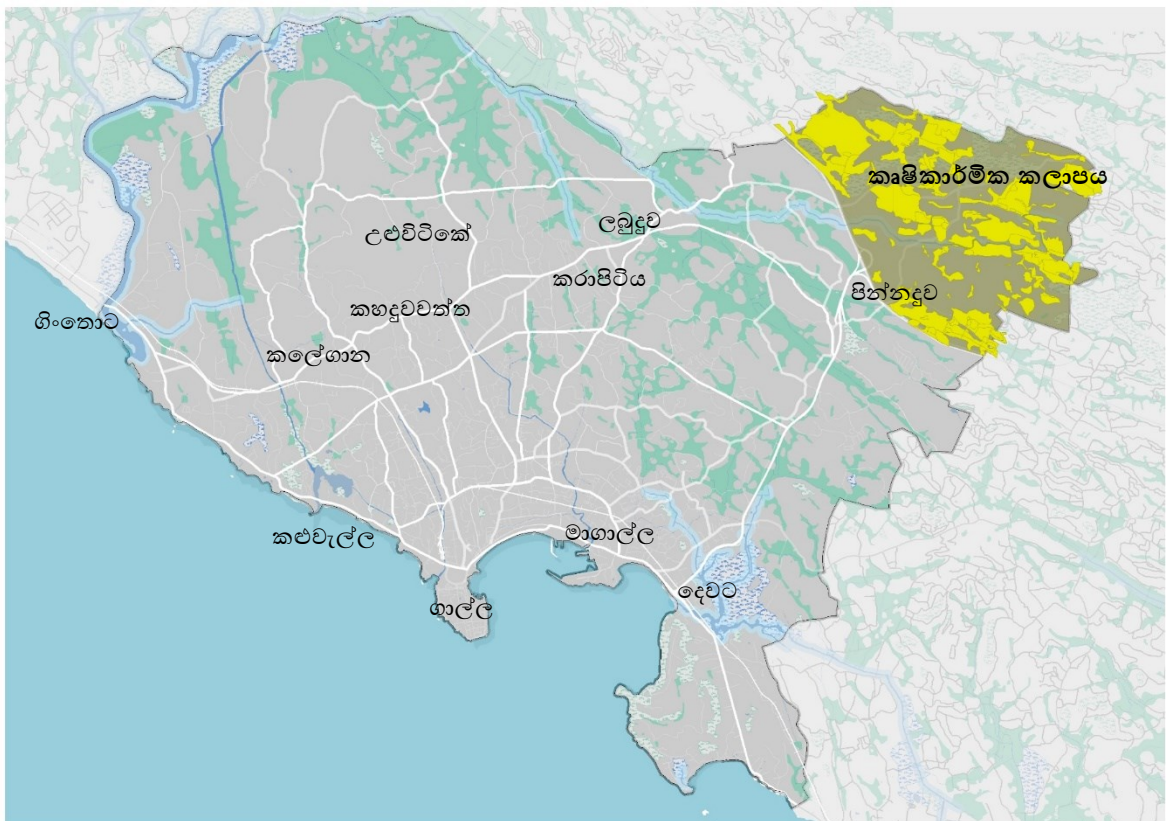 කෘෂිකාර්මික කලාපය
ලබුදූව
උළුවිටිකේ
කරාපිටිය
පින්නදූව
කහදූවවත්ත
ගිංතොට
කලේගාන
කළුවැල්ල
මාගාල්ල
දෙවට
ගාල්ල